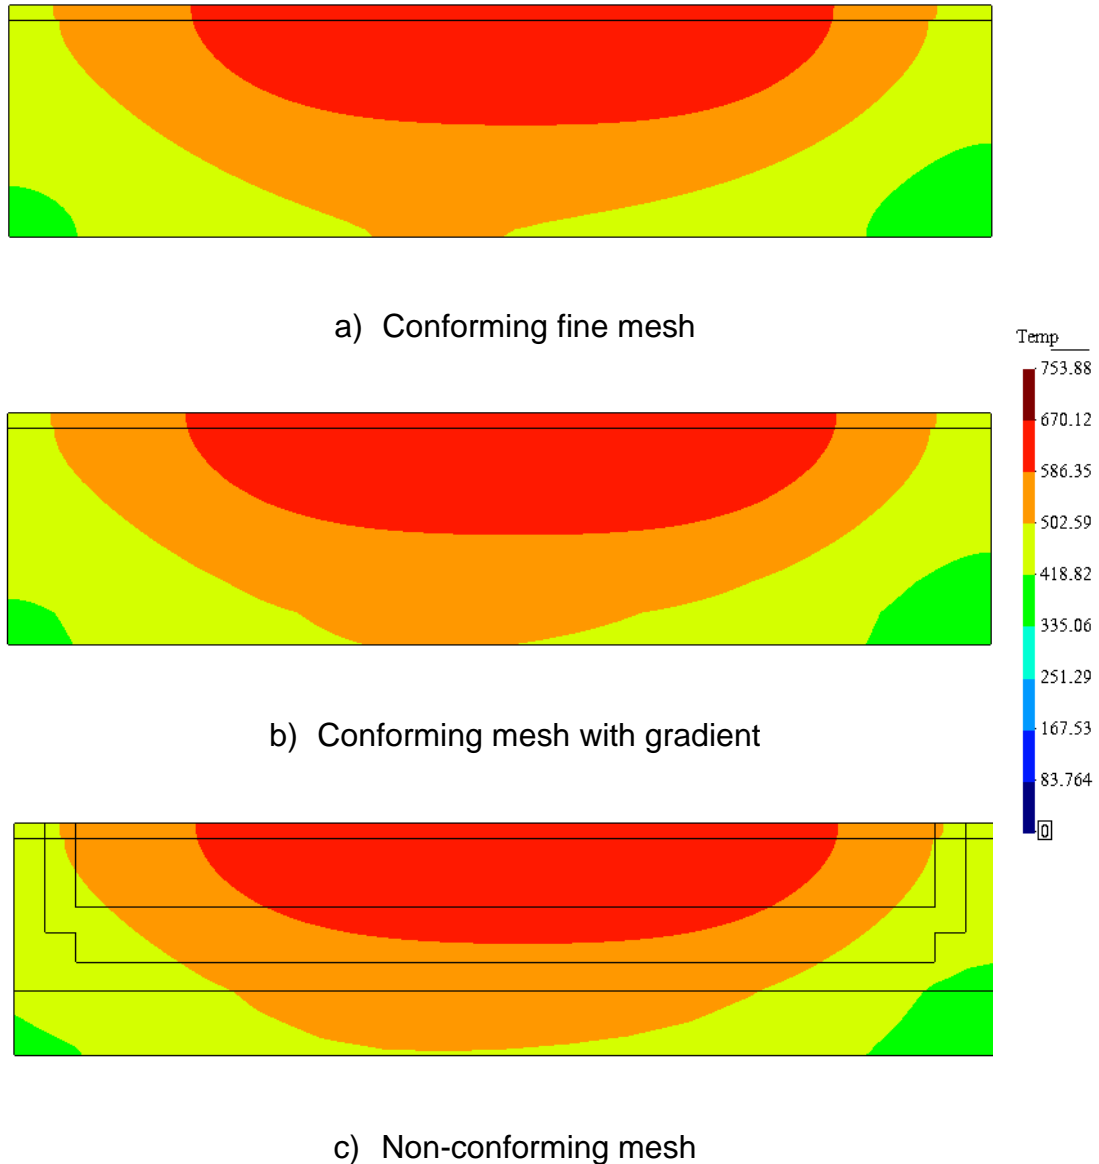 a) Conforming fine mesh
Temp
753.88
670.12
586.35
b) Conforming mesh with gradient
502.59
418.82
335.06
251.29
167.53
83.764
0
c) Non-conforming mesh